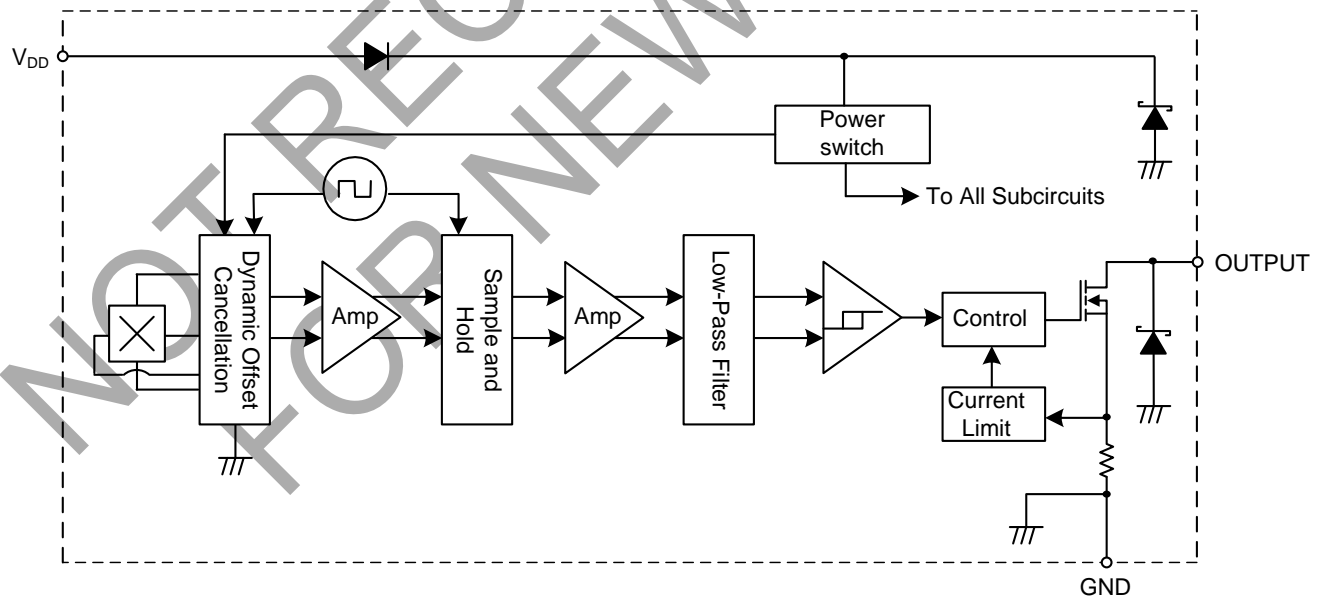 NOT REC
FOR NEW
VDD
Power
switch
To All Subcircuits
Dynamic Offset
Cancellation
Amp
Sample and
Hold
Amp
Low-Pass Filter
Control
Current
Limit
OUTPUT
GND